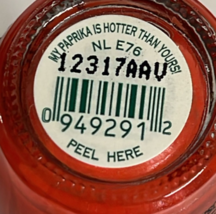 MY PAPRIKA IS HOTTER THAN YOURS!
NL E76
12317AAV
0 949291 2
PEEL HERE